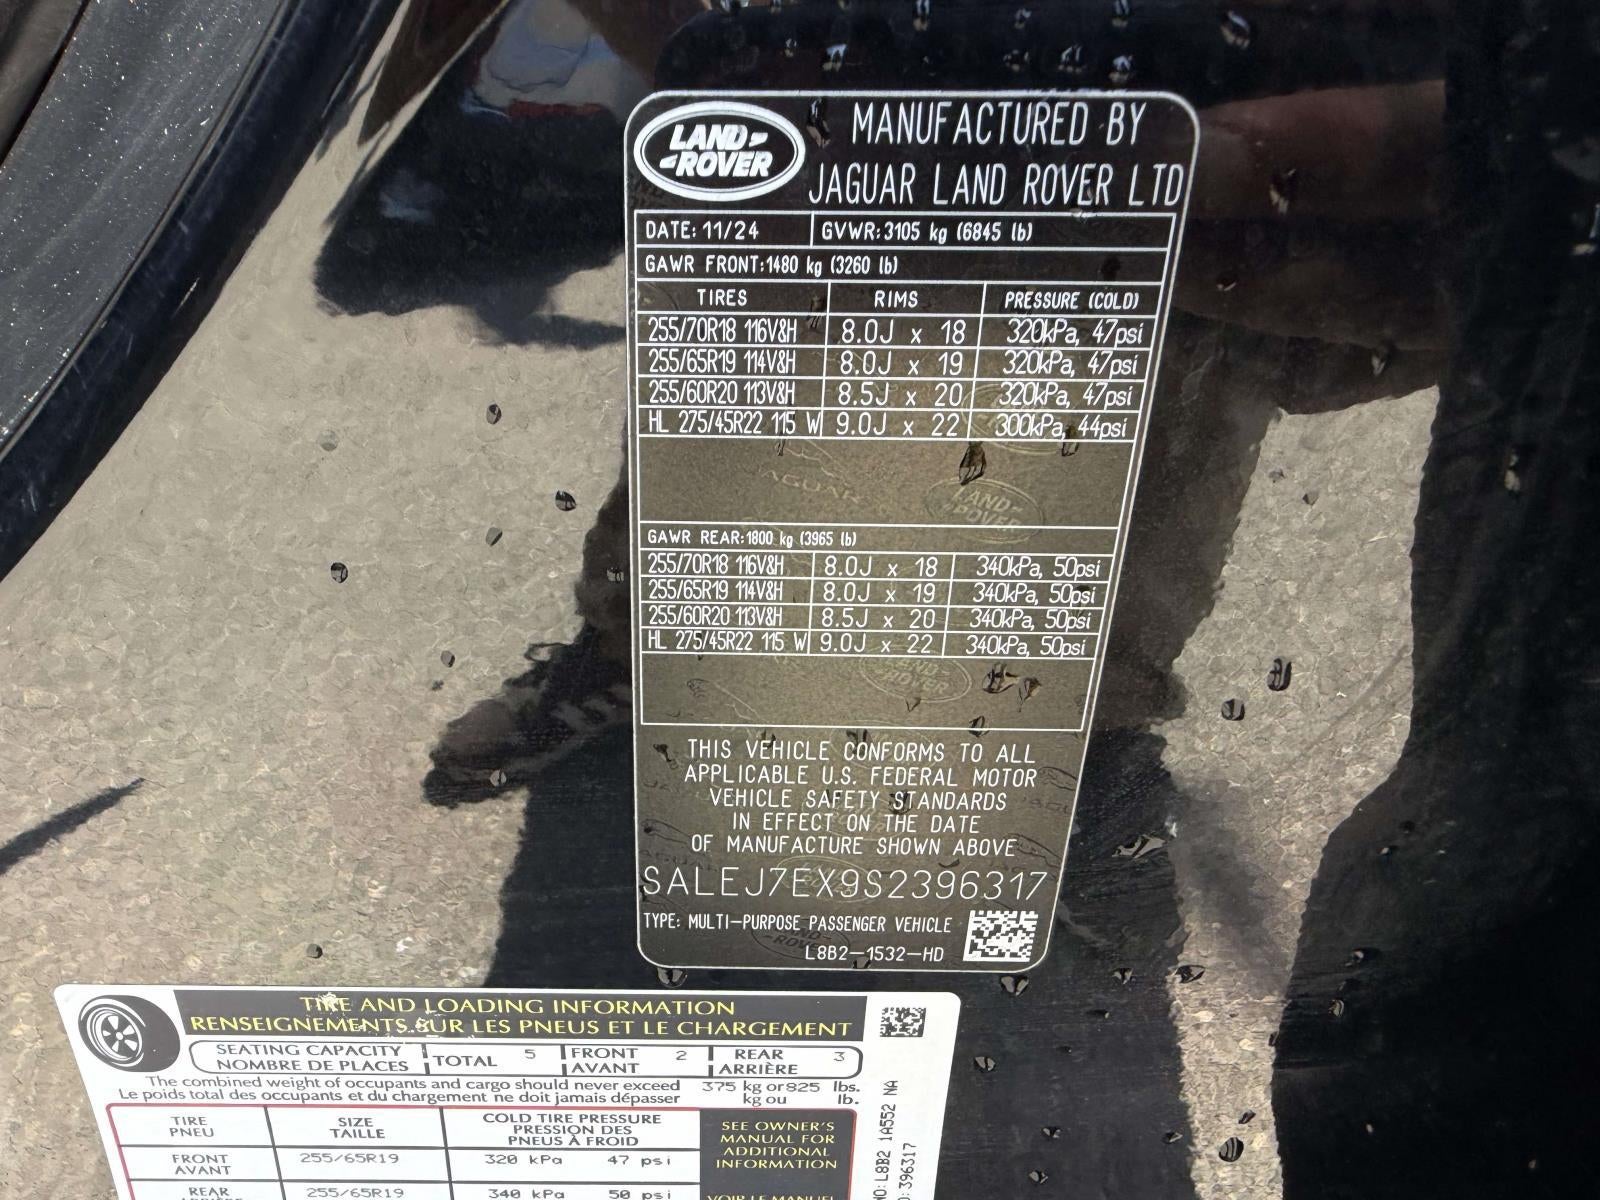 LAND ROVER
MANUFACTURED BY
JAGUAR LAND ROVER LTD
DATE: 11/24 GVWR: 3105 kg (6845 lb)
GAWR FRONT: 1480 kg (3260 lb)
TIRES RIMS PRESSURE (COLD)
255/70R18 116V&H 8.0J x 18 320kPa, 47psi
255/65R19 114V&H 8.0J x 19 320kPa, 47psi
255/60R20 113V&H 8.5J x 20 320kPa, 47psi
HL 275/45R22 115 W 9.0J x 22 300kPa, 44psi
GAWR REAR: 1800 kg (3965 lb)
255/70R18 116V&H 8.0J x 18 340kPa, 50psi
255/65R19 114V&H 8.0J x 19 340kPa, 50psi
255/60R20 113V&H 8.5J x 20 340kPa, 50psi
HL 275/45R22 115 W 9.0J x 22 340kPa, 50psi
THIS VEHICLE CONFORMS TO ALL
APPLICABLE U.S. FEDERAL MOTOR
VEHICLE SAFETY STANDARDS
IN EFFECT ON THE DATE
OF MANUFACTURE SHOWN ABOVE
SALEJ7EX9S2396317
TYPE: MULTI-PURPOSE PASSENGER VEHICLE
L8B2-1532-HD
TIRE AND LOADING INFORMATION
RENSEIGNEMENTS SUR LES PNEUS ET LE CHARGEMENT
SEATING CAPACITY
NOMBRE DE PLACES
TOTAL 5
FRONT
AVANT
2
REAR
ARRIÈRE
3
The combined weight of occupants and cargo should never exceed 375 kg or 825 lbs.
Le poids total des occupants et du chargement ne doit jamais dépasser kg ou lb.
TIRE
PNEU
SIZE
TAILLE
COLD TIRE PRESSURE
PRESSION DES
PNEUS À FROID
FRONT
AVANT
255/65R19 320 kPa 47 psi
REAR
255/65R19 340 kPa 50 psi
SEE OWNER'S
MANUAL FOR
ADDITIONAL
INFORMATION
VOIR LE MANUEL
NO: L8B2 1A552 NA
396317